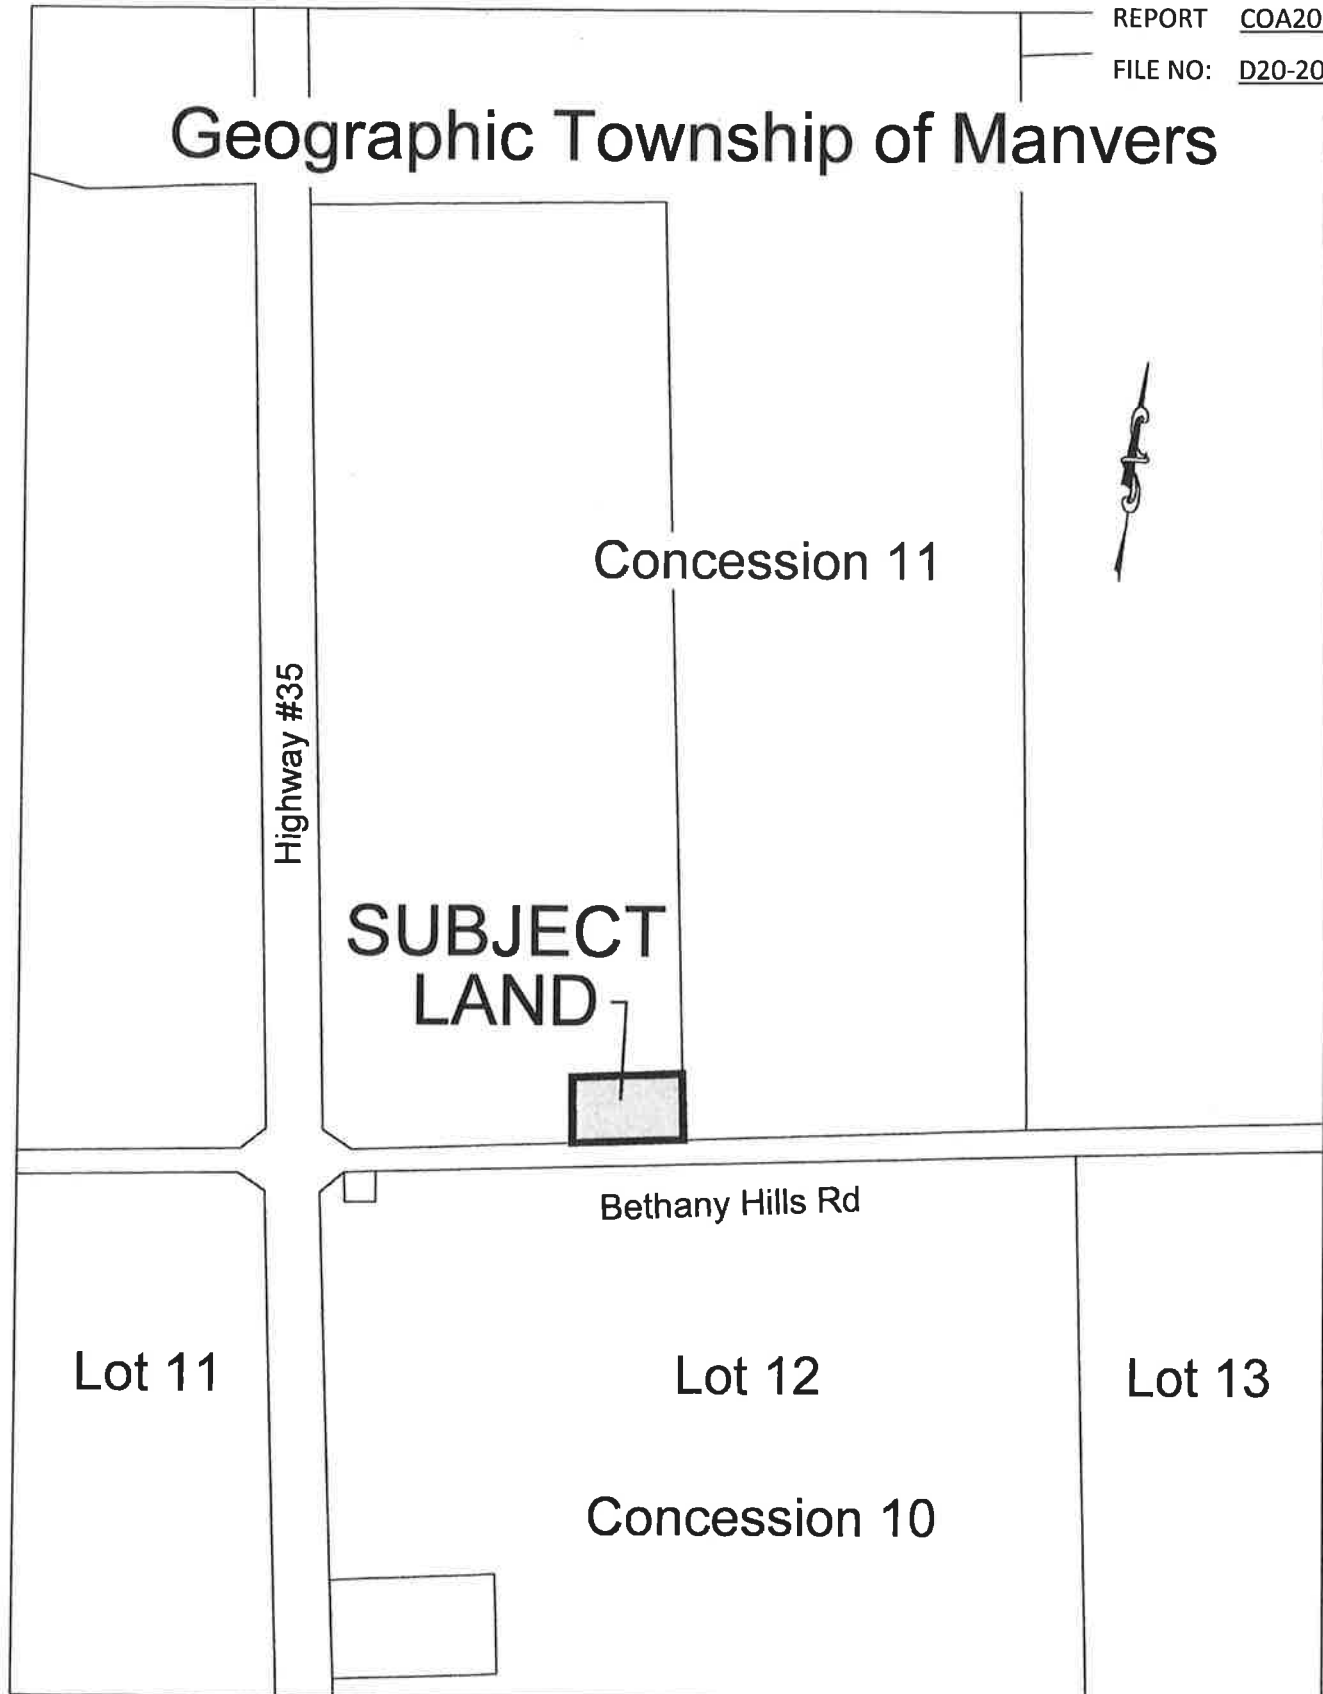 REPORT COA20
FILE NO: D20-20
Geographic Township of Manvers
Concession 11
Highway #35
SUBJECT
LAND
Bethany Hills Rd
Lot 11
Lot 12
Lot 13
Concession 10